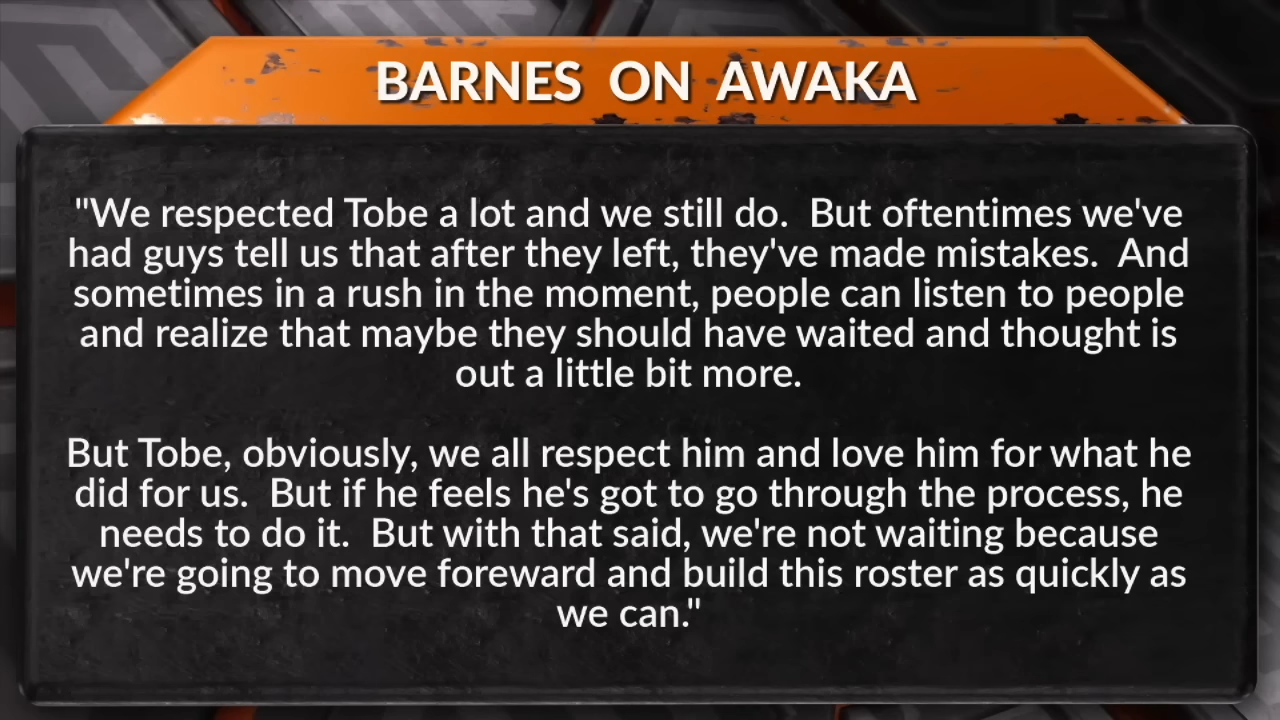 BARNES ON AWAKA
"We respected Tobe a lot and we still do. But oftentimes we've
had guys tell us that after they left, they've made mistakes. And
sometimes in a rush in the moment, people can listen to people
and realize that maybe they should have waited and thought is
out a little bit more.
But Tobe, obviously, we all respect him and love him for what he
did for us. But if he feels he's got to go through the process, he
needs to do it. But with that said, we're not waiting because
we're going to move foreward and build this roster as quickly as
we can."